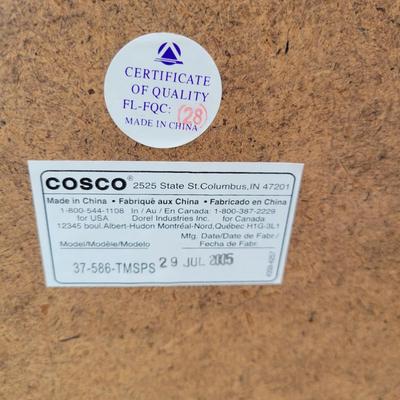 CERTIFICATE
OF QUALITY
FL-FQC: (28)
MADE IN CHINA
COSCO® 2525 State St.Columbus,IN 47201
Made in China • Fabriqué aux China • Fabricado en China
1-800-544-1108 In / Au / En Canada: 1-800-387-2229
for USA Dorel Industries Inc. for Canada
12345 boul.Albert-Hudon Montréal-Nord,Québec H1G-3L1
Mfg. Date/Date de Fabr./
Model/Modèle/Modelo Fecha de Fabr.
37-586-TMSPS 29 JUL 2005